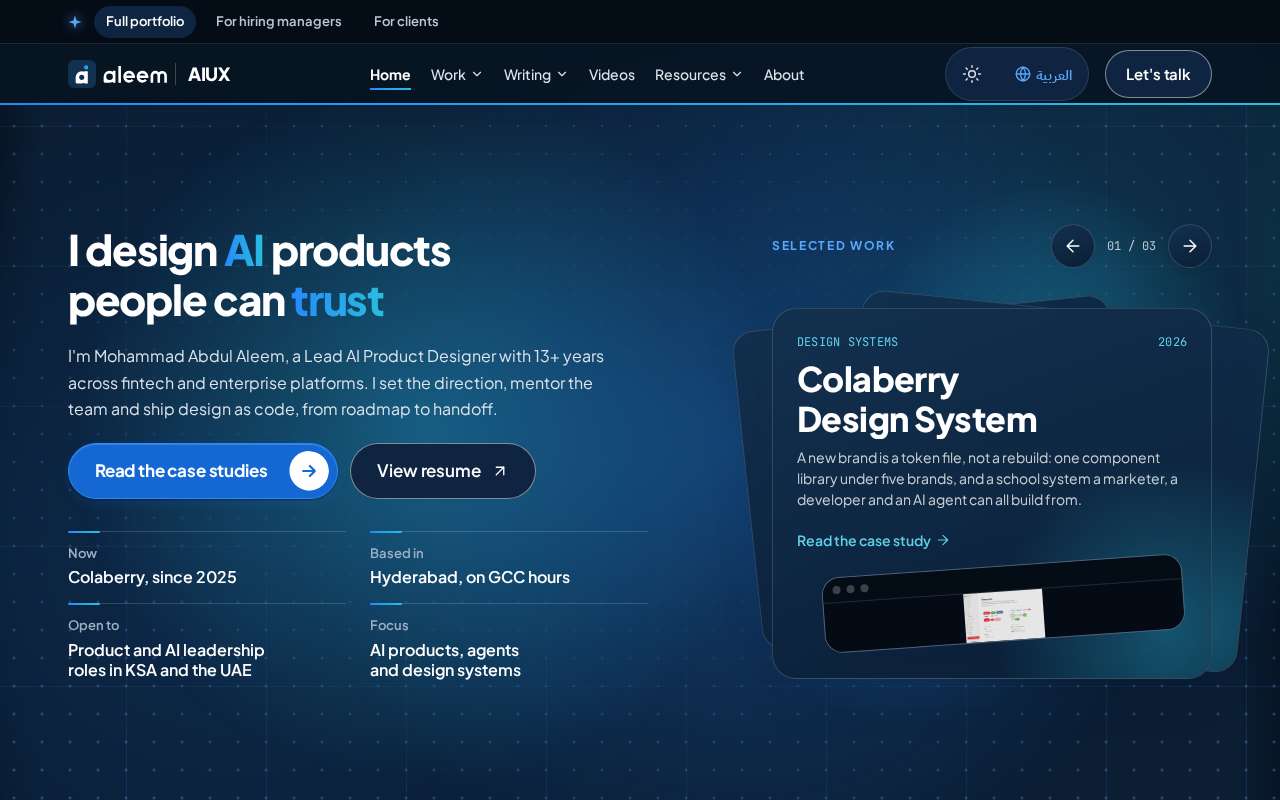 Full portfolio
For hiring managers
For clients
aleem
AIUX
Home
Work
Writing
Videos
Resources
About
العربية
Let's talk
I design AI products
people can trust
I'm Mohammad Abdul Aleem, a Lead AI Product Designer with 13+ years
across fintech and enterprise platforms. I set the direction, mentor the
team and ship design as code, from roadmap to handoff.
Read the case studies
View resume
Now
Colaberry, since 2025
Based in
Hyderabad, on GCC hours
Open to
Product and AI leadership
roles in KSA and the UAE
Focus
AI products, agents
and design systems
SELECTED WORK
01 / 03
DESIGN SYSTEMS
2026
Colaberry
Design System
A new brand is a token file, not a rebuild: one component
library under five brands, and a school system a marketer, a
developer and an AI agent can all build from.
Read the case study